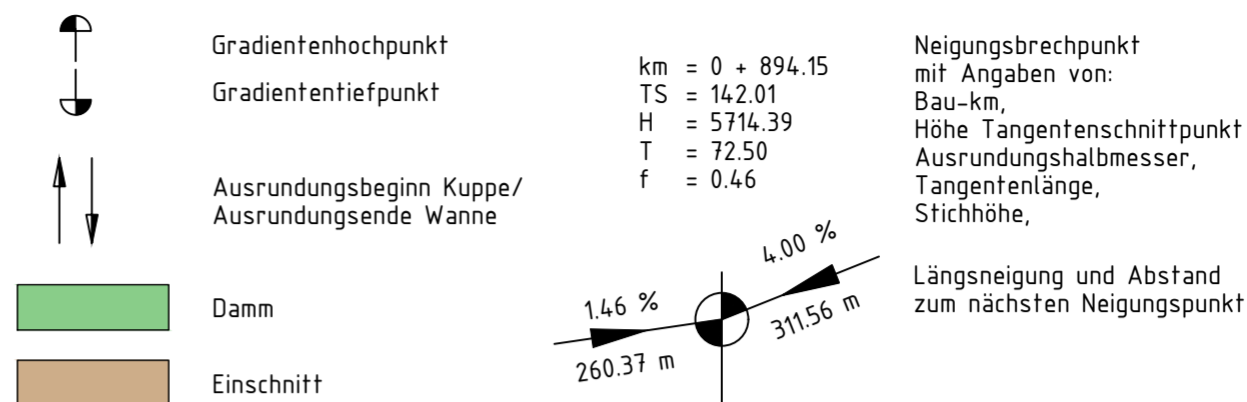 Gradientenhochpunkt
Gradiententiefpunkt
Ausrundungsbeginn Kuppe/
Ausrundungsende Wanne
Damm
Einschnitt
km = 0 + 894.15
TS = 142.01
H = 5714.39
T = 72.50
f = 0.46
1.46 %
260.37 m
4.00 %
311.56 m
Neigungsbrechpunkt
mit Angaben von:
Bau-km,
Höhe Tangentenschnittpunkt
Ausrundungshalbmesser,
Tangentenlänge,
Stichhöhe,
Längsneigung und Abstand
zum nächsten Neigungspunkt